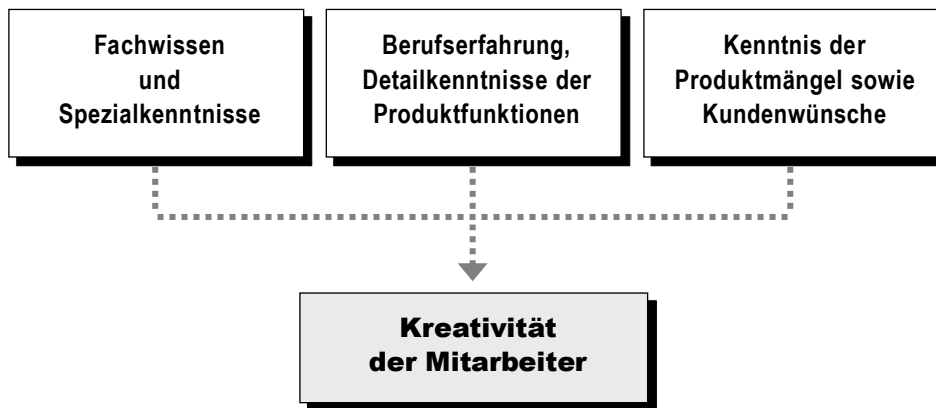 Fachwissen
und
Spezialkenntnisse
Berufserfahrung,
Detailkenntnisse der
Produktfunktionen
Kenntnis der
Produktmängel sowie
Kundenwünsche
Kreativität
der Mitarbeiter